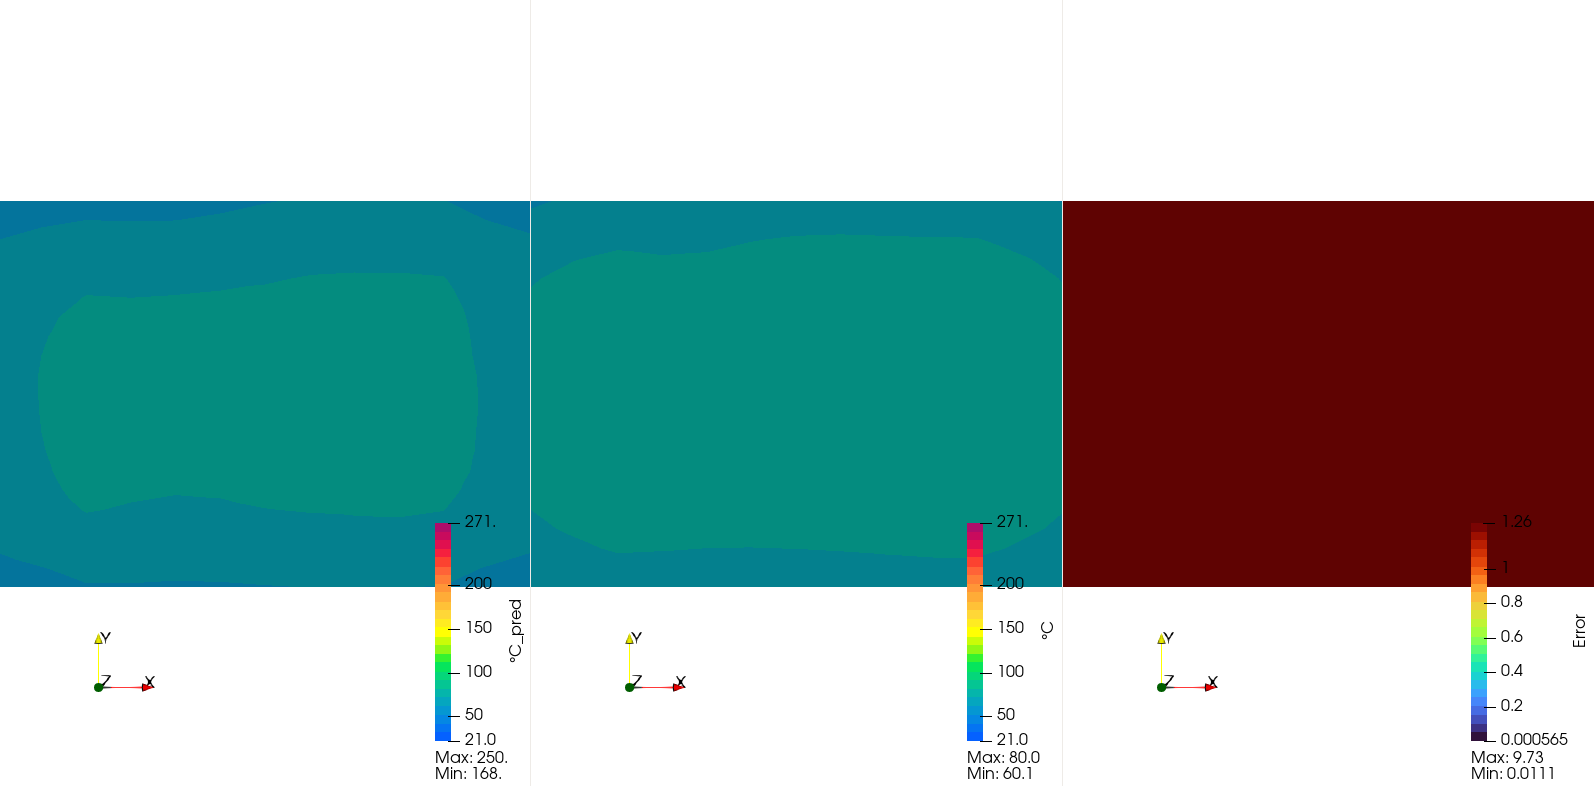 271.
200
150
100
50
21.0
°C_pred
Max: 250.
Min: 168.
Y
Z
X
271.
200
150
100
50
21.0
°C
Max: 80.0
Min: 60.1
Y
Z
X
1.26
1
0.8
0.6
0.4
0.2
0.000565
Error
Max: 9.73
Min: 0.0111
Y
Z
X